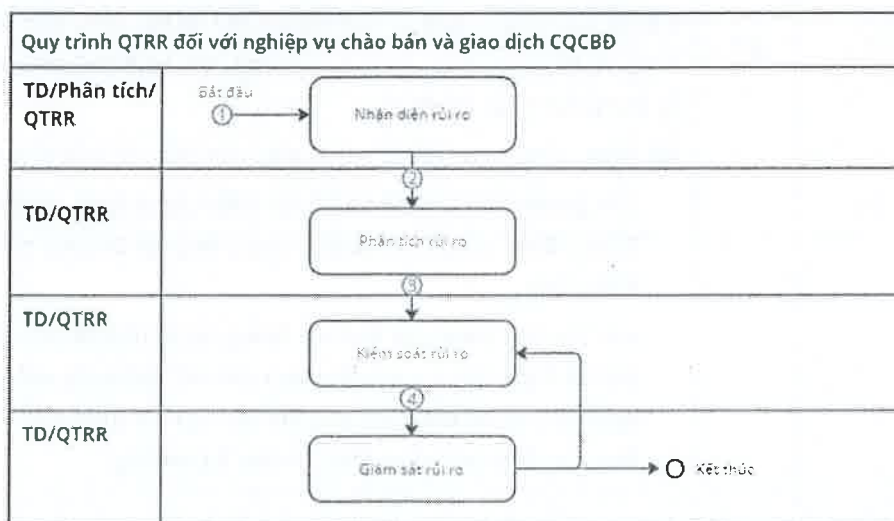 Quy trình QTRR đối với nghiệp vụ chào bán và giao dịch CQCBĐ
TD/Phân tích/
QTRR
Bắt đầu
1
Nhận diện rủi ro
2
TD/QTRR
Phân tích rủi ro
3
TD/QTRR
Kiểm soát rủi ro
4
TD/QTRR
Giám sát rủi ro
Kết thúc